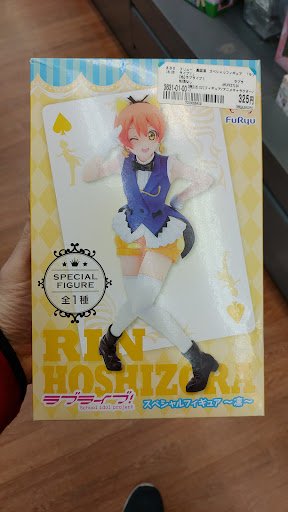 325円
FuRyu
SPECIAL
FIGURE
全1種
RIN
HOSHIZORA
ラブライブ!
School idol project
スペシャルフィギュア ～凛～